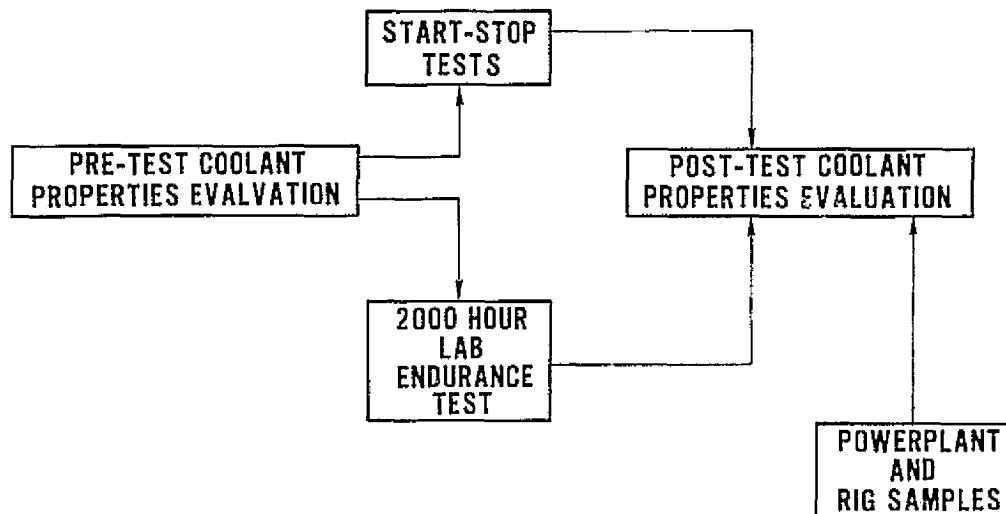 START-STOP
TESTS
PRE-TEST COOLANT
PROPERTIES EVALVATION
POST-TEST COOLANT
PROPERTIES EVALUATION
2000 HOUR
LAB
ENDURANCE
TEST
POWERPLANT
AND
RIG SAMPLES